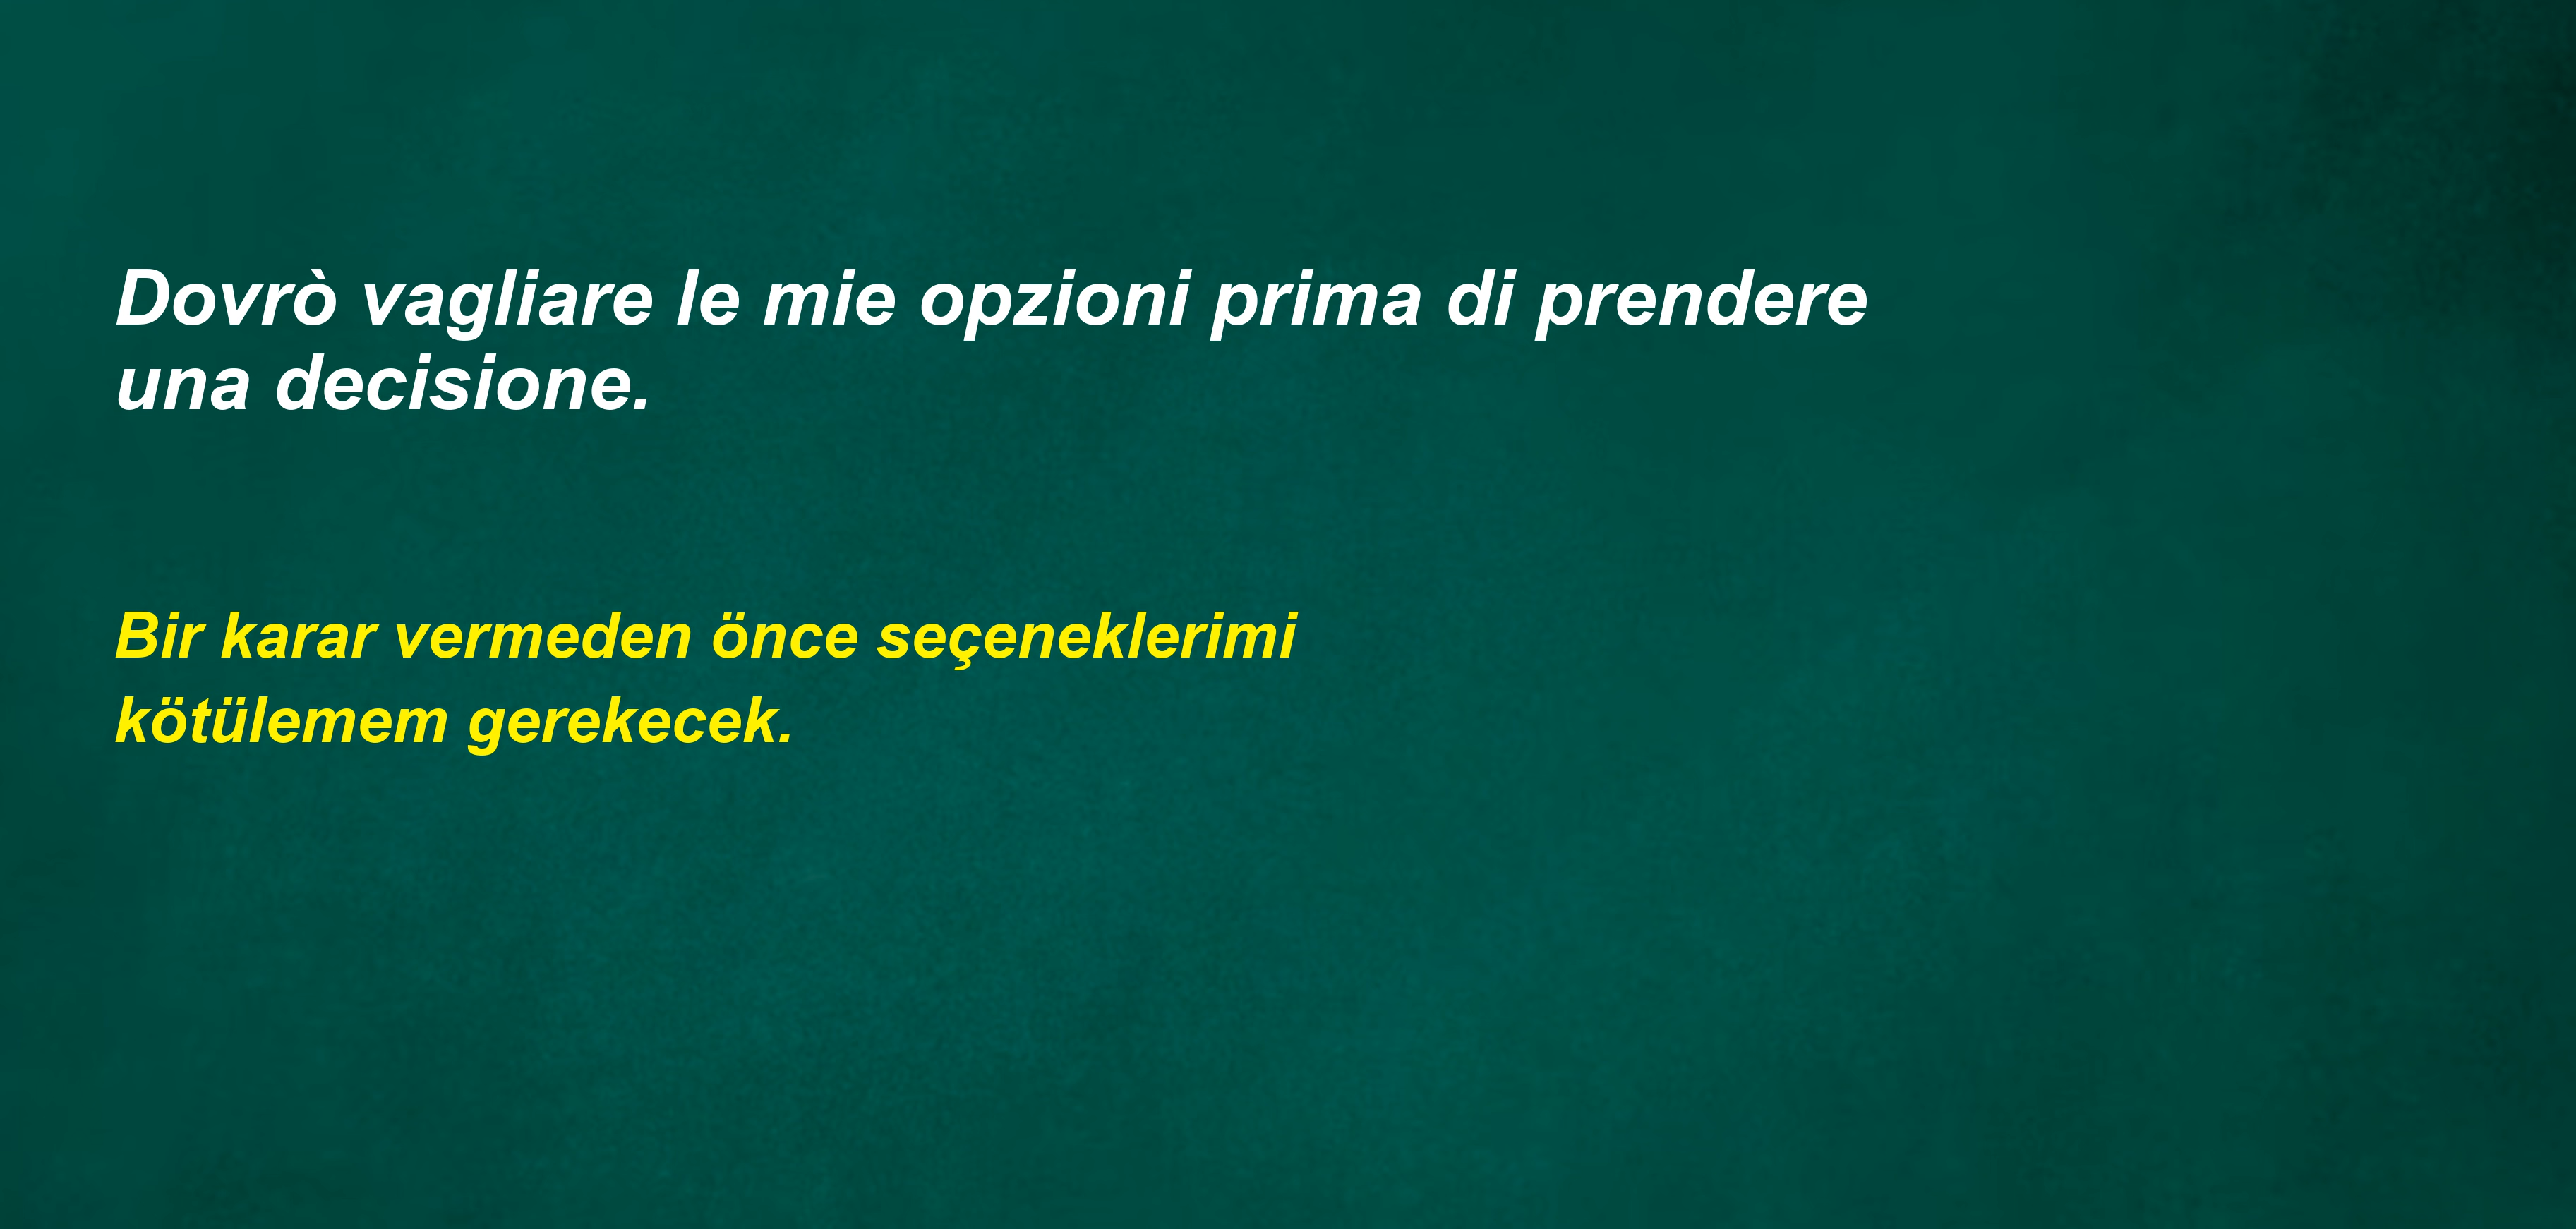 Dovrò vagliare le mie opzioni prima di prendere
una decisione.
Bir karar vermeden önce seçeneklerimi
kötülemem gerekecek.